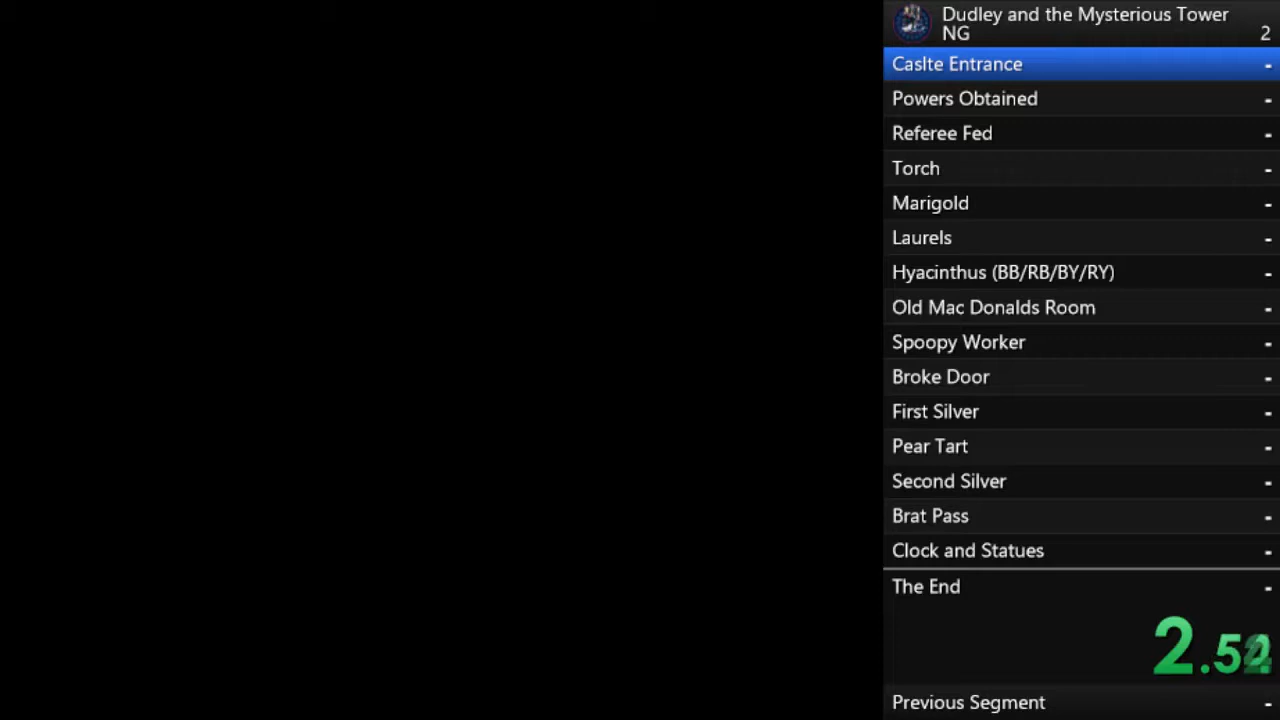 Dudley and the Mysterious Tower
NG 2
Caslte Entrance -
Powers Obtained -
Referee Fed -
Torch -
Marigold -
Laurels -
Hyacinthus (BB/RB/BY/RY) -
Old Mac Donalds Room -
Spoopy Worker -
Broke Door -
First Silver -
Pear Tart -
Second Silver -
Brat Pass -
Clock and Statues -
The End -
2.5
Previous Segment -